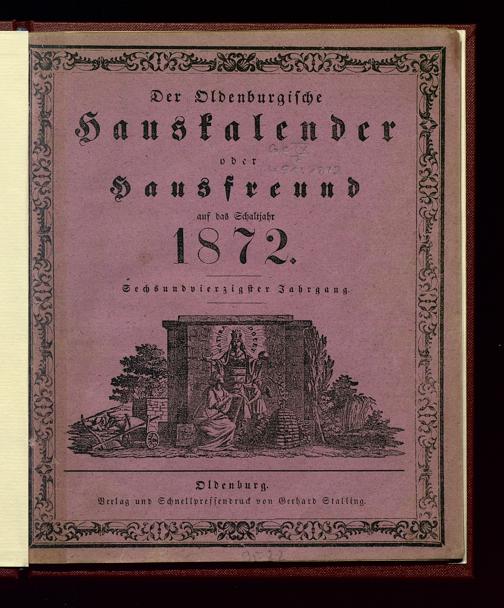 Der Oldenburgische
Hauskalender
oder
Hausfreund
auf das Schaltjahr
1872.
Sechsundvierzigster Jahrgang.
Oldenburg.
Verlag und Schnellpressendruck von Gerhard Stalling.